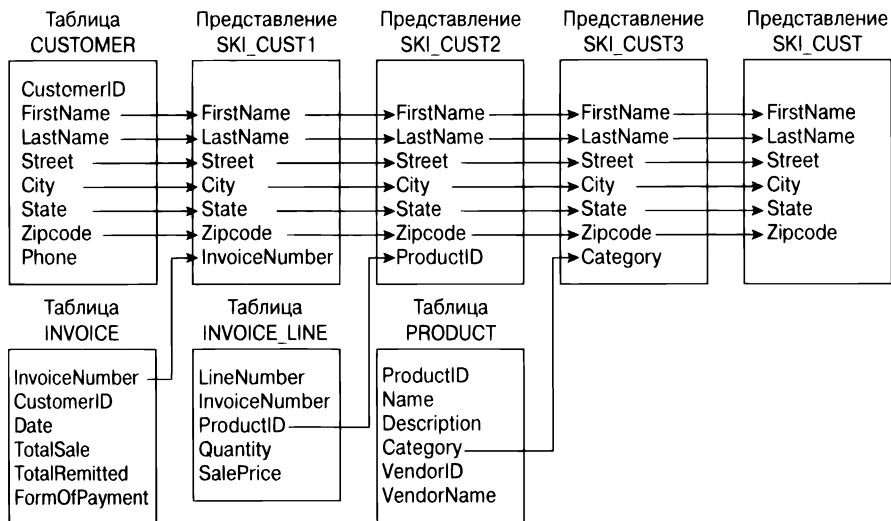 Таблица
CUSTOMER
CustomerID
FirstName
LastName
Street
City
State
Zipcode
Phone
Представление
SKI_CUST1
FirstName
LastName
Street
City
State
Zipcode
InvoiceNumber
Представление
SKI_CUST2
FirstName
LastName
Street
City
State
Zipcode
ProductID
Представление
SKI_CUST3
FirstName
LastName
Street
City
State
Zipcode
Category
Представление
SKI_CUST
FirstName
LastName
Street
City
State
Zipcode
Таблица
INVOICE
InvoiceNumber
CustomerID
Date
TotalSale
TotalRemitted
FormOfPayment
Таблица
INVOICE_LINE
LineNumber
InvoiceNumber
ProductID
Quantity
SalePrice
Таблица
PRODUCT
ProductID
Name
Description
Category
VendorID
VendorName